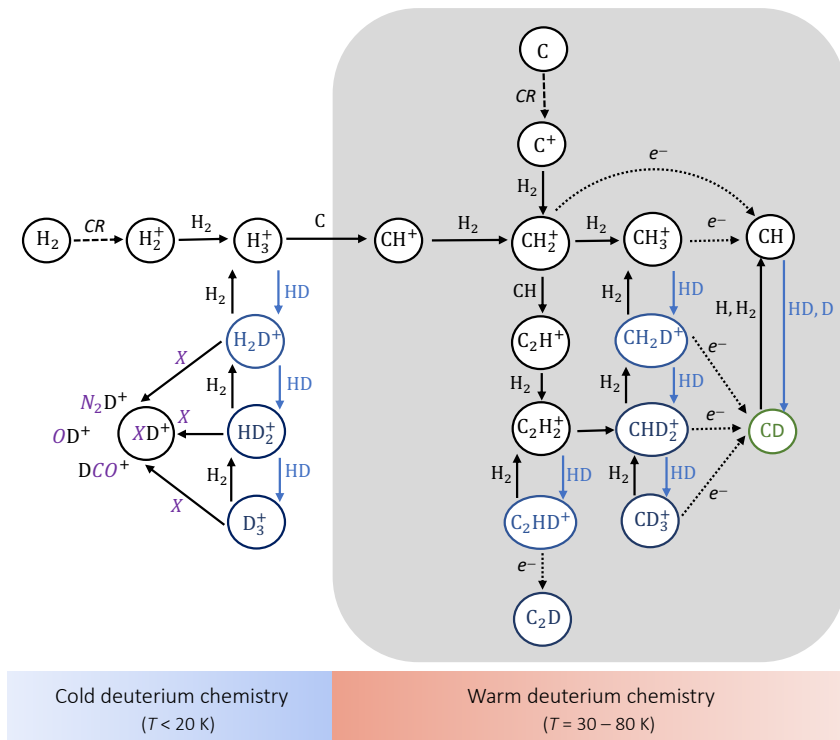 C
CR
C⁺
H₂
e⁻
H₂
CR
H₂⁺
H₂
H₃⁺
C
CH⁺
H₂
CH₂⁺
H₂
CH₃⁺
e⁻
CH
H₂
HD
CH
H₂
HD
H, H₂
HD, D
H₂D⁺
C₂H⁺
CH₂D⁺
X
H₂
HD
H₂
H₂
HD
e⁻
N₂D⁺
OD⁺
XD⁺
X
HD₂⁺
C₂H₂⁺
CHD₂⁺
e⁻
CD
DCO⁺
H₂
HD
H₂
HD
H₂
HD
X
e⁻
D₃⁺
C₂HD⁺
CD₃⁺
e⁻
C₂D
Cold deuterium chemistry
(T < 20 K)
Warm deuterium chemistry
(T = 30 – 80 K)